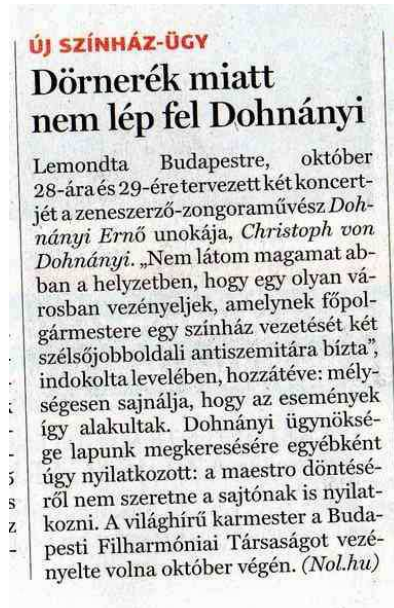 ÚJ SZÍNHÁZ-ÜGY
Dörnerék miatt
nem lép fel Dohnányi
Lemondta Budapestre, október
28-ára és 29-ére tervezett két koncert-
jét a zeneszerző-zongoraművész Doh-
nányi Ernő unokája, Christoph von
Dohnányi. „Nem látom magamat ab-
ban a helyzetben, hogy egy olyan vá-
rosban vezényeljek, amelynek főpol-
gármestere egy színház vezetését két
szélsőjobboldali antiszemitára bízta”,
indokolta levelében, hozzátéve: mély-
ségesen sajnálja, hogy az események
így alakultak. Dohnányi ügynöksé-
ge lapunk megkeresésére egyébként
úgy nyilatkozott: a maestro döntésé-
ről nem szeretne a sajtónak is nyilat-
kozni. A világhírű karmester a Buda-
pesti Filharmóniai Társaságot vezé-
nyelte volna október végén. (Nol.hu)